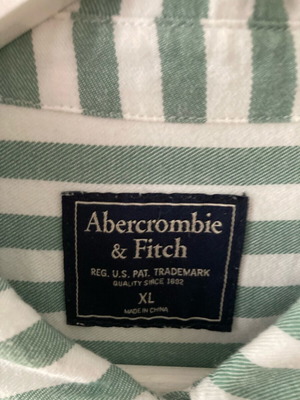 Abercrombie
& Fitch
REG. U.S. PAT. TRADEMARK
QUALITY SINCE 1892
XL
MADE IN CHINA